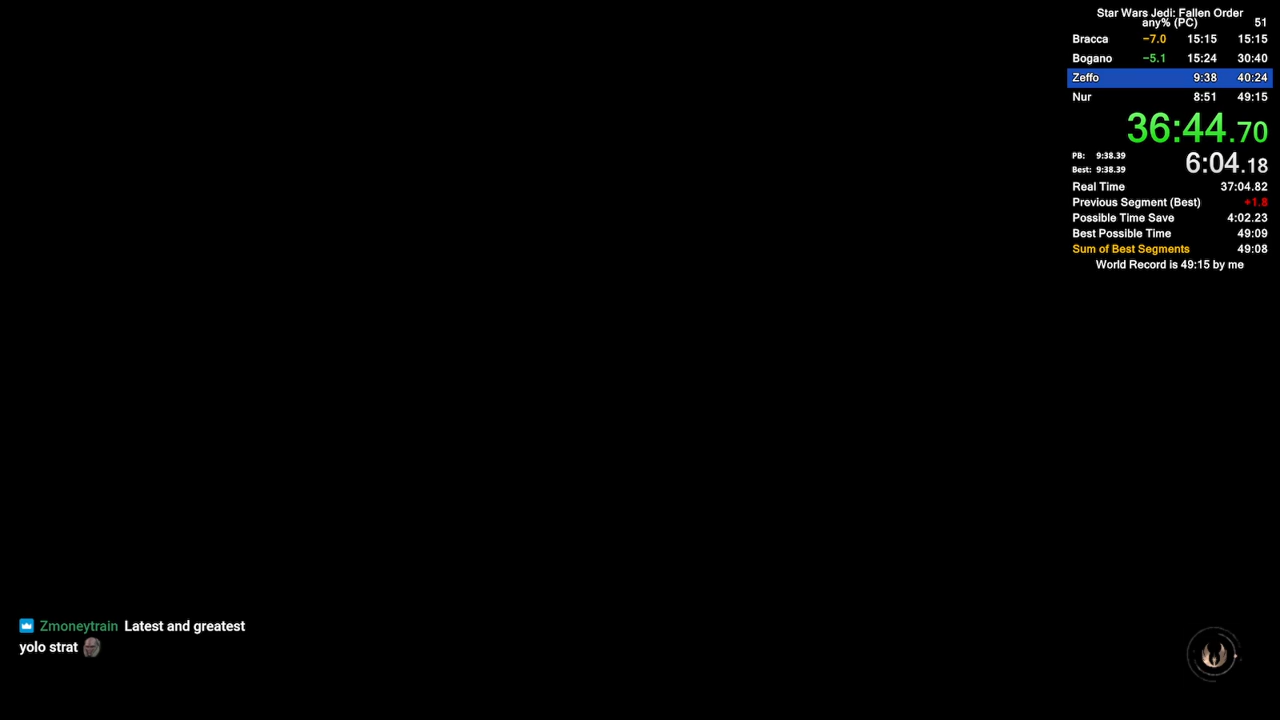 Star Wars Jedi: Fallen Order
any% (PC) 51
Bracca −7.0 15:15 15:15
Bogano −5.1 15:24 30:40
Zeffo 9:38 40:24
Nur 8:51 49:15
36:44.70
PB: 9:38.39
Best: 9:38.39
6:04.18
Real Time 37:04.82
Previous Segment (Best) +1.8
Possible Time Save 4:02.23
Best Possible Time 49:09
Sum of Best Segments 49:08
World Record is 49:15 by me
Zmoneytrain Latest and greatest
yolo strat